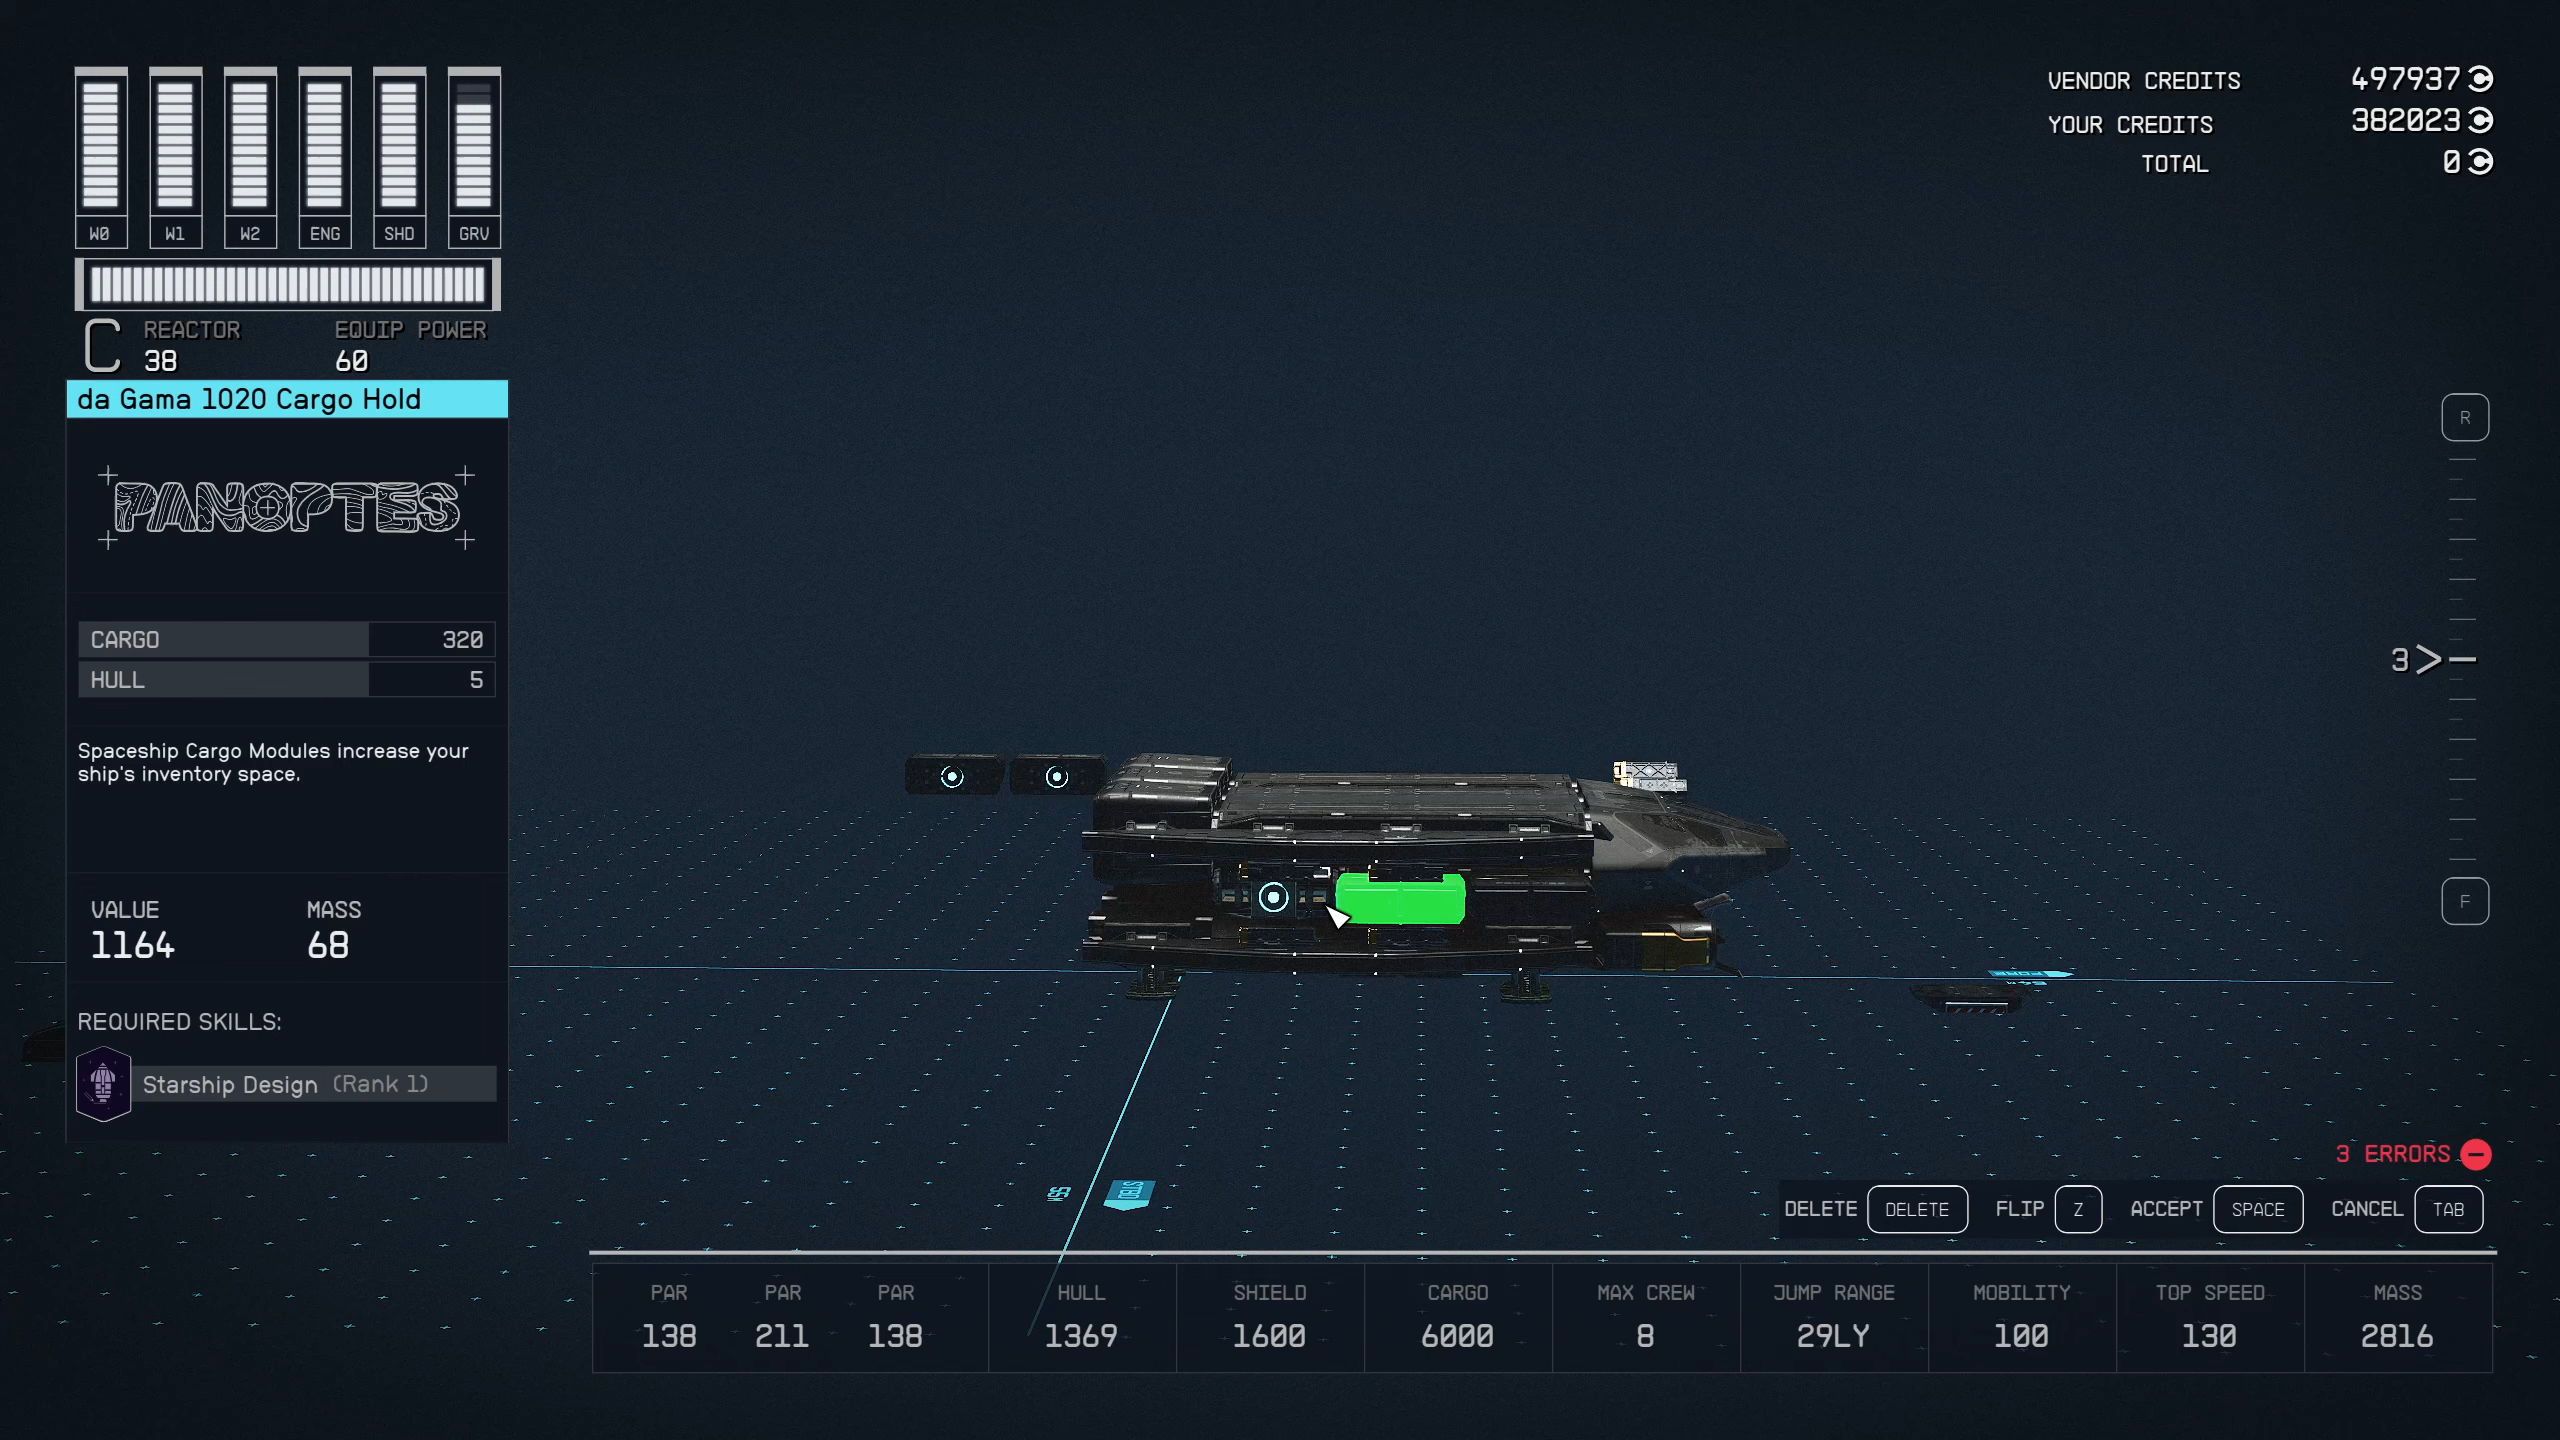 VENDOR CREDITS 497937
YOUR CREDITS 382023
TOTAL 0
W0 W1 W2 ENG SHD GRV
C REACTOR EQUIP POWER
38 60
da Gama 1020 Cargo Hold
PANOPTES
CARGO 320
HULL 5
Spaceship Cargo Modules increase your
ship's inventory space.
VALUE MASS
1164 68
REQUIRED SKILLS:
Starship Design (Rank 1)
R
3
F
FORE
STBD
3 ERRORS
DELETE DELETE FLIP Z ACCEPT SPACE CANCEL TAB
PAR PAR PAR HULL SHIELD CARGO MAX CREW JUMP RANGE MOBILITY TOP SPEED MASS
138 211 138 1369 1600 6000 8 29LY 100 130 2816